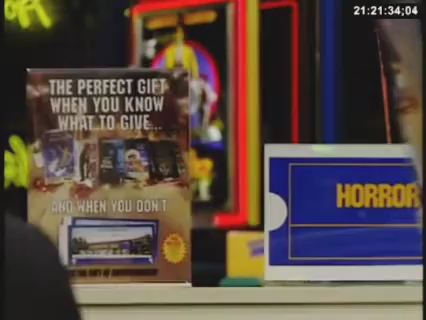 21:21:34;04
THE PERFECT GIFT
WHEN YOU KNOW
WHAT TO GIVE...
AND WHEN YOU DON'T
HORROR